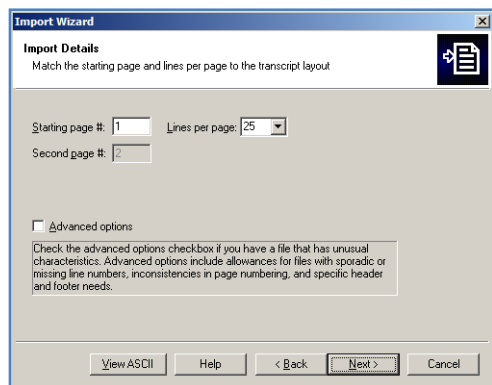 Import Wizard
Import Details
Match the starting page and lines per page to the transcript layout
Starting page #: 1 Lines per page: 25
Second page #: 2
Advanced options
Check the advanced options checkbox if you have a file that has unusual
characteristics. Advanced options include allowances for files with sporadic or
missing line numbers, inconsistencies in page numbering, and specific header
and footer needs.
View ASCII Help < Back Next > Cancel